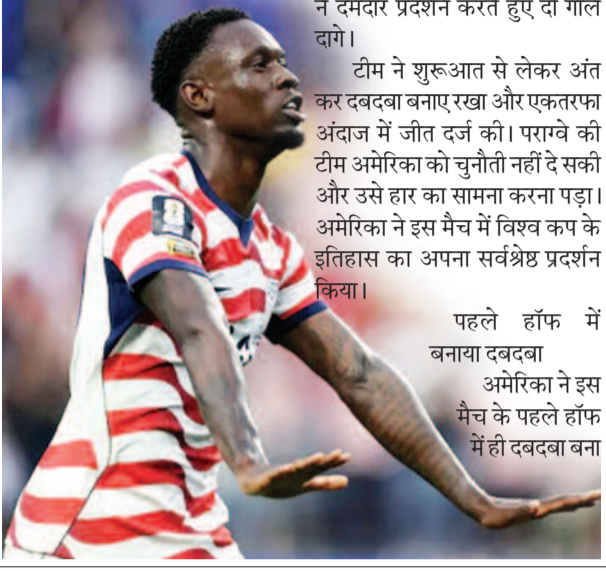 ने दमदार प्रदर्शन करते हुए दो गोल
दागे।
टीम ने शुरूआत से लेकर अंत
कर दबदबा बनाए रखा और एकतरफा
अंदाज में जीत दर्ज की। पराग्वे की
टीम अमेरिका को चुनौती नहीं दे सकी
और उसे हार का सामना करना पड़ा।
अमेरिका ने इस मैच में विश्व कप के
इतिहास का अपना सर्वश्रेष्ठ प्रदर्शन
किया।
पहले हॉफ में
बनाया दबदबा
अमेरिका ने इस
मैच के पहले हॉफ
में ही दबदबा बना